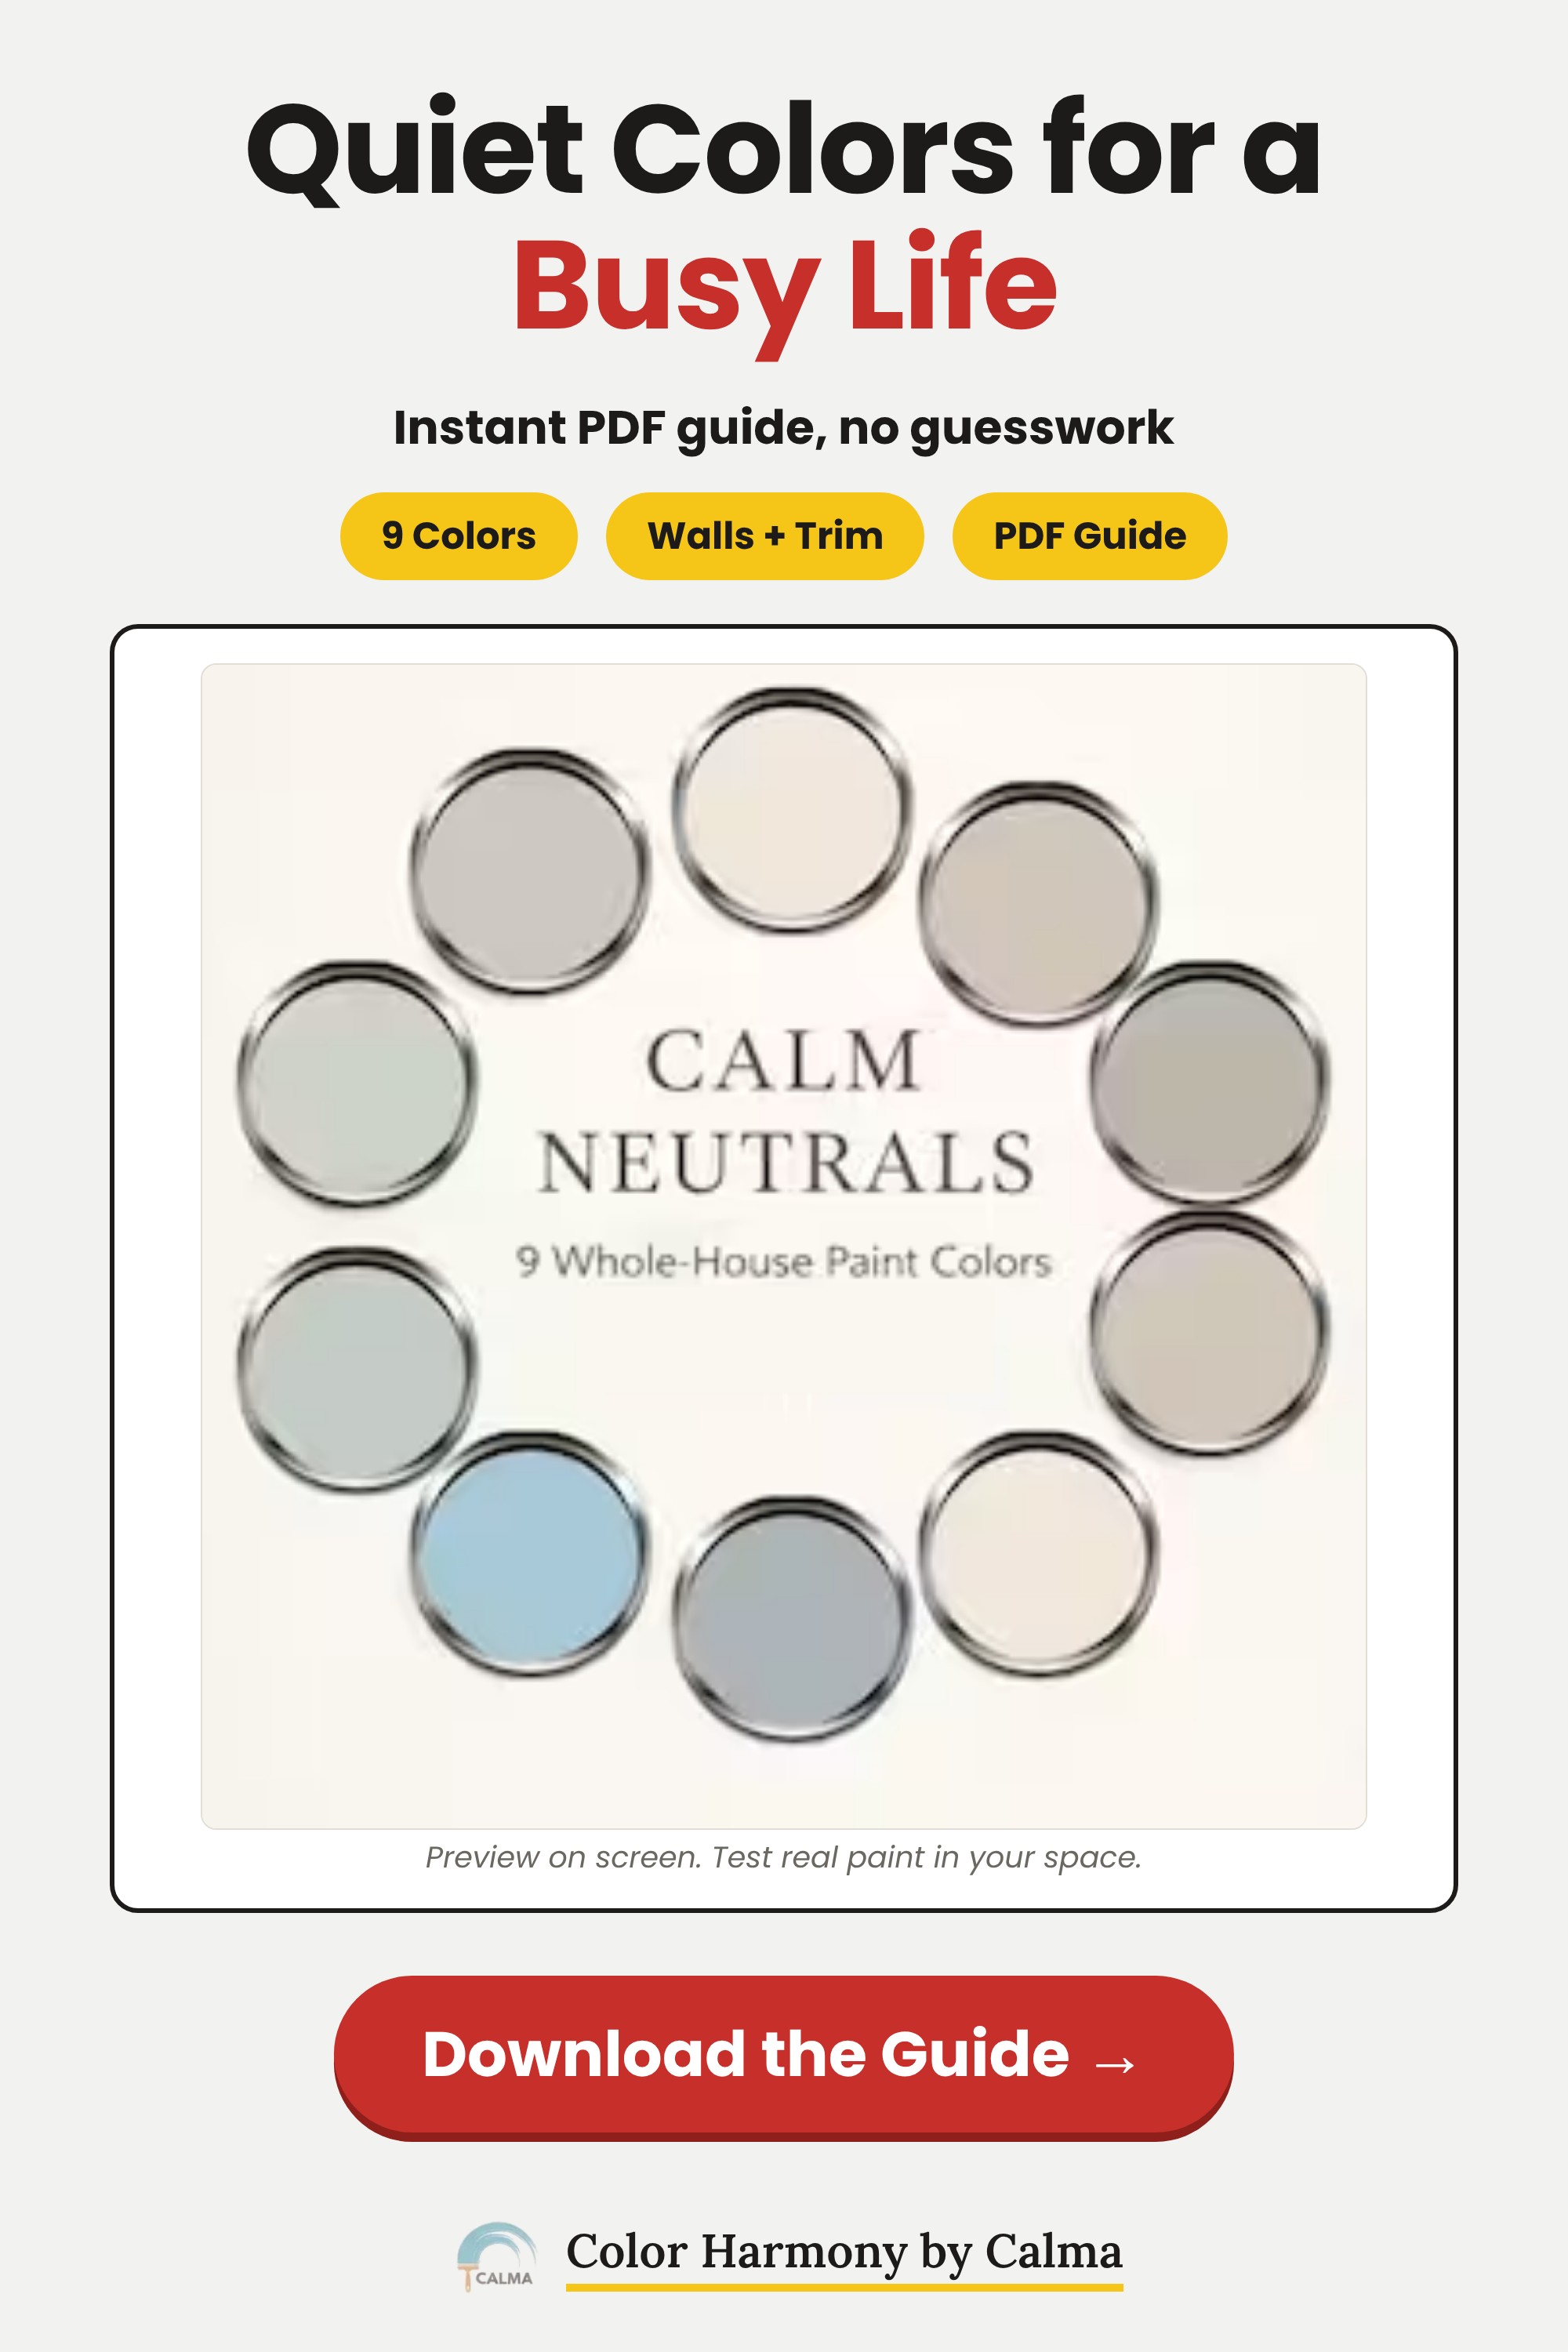 Quiet Colors for a
Busy Life
Instant PDF guide, no guesswork
9 Colors
Walls + Trim
PDF Guide
CALM
NEUTRALS
9 Whole-House Paint Colors
Preview on screen. Test real paint in your space.
Download the Guide →
CALMA
Color Harmony by Calma